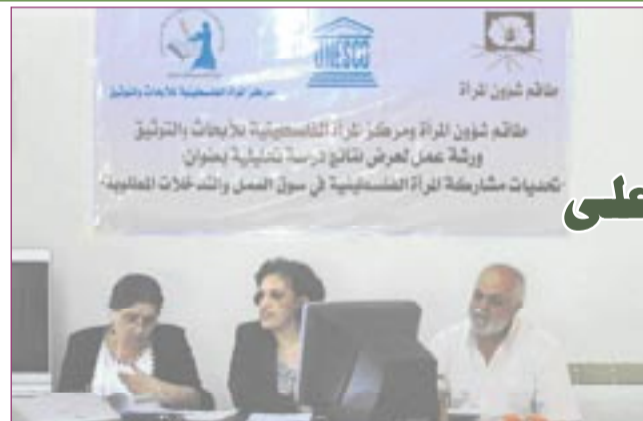 طاقم شؤون المرأة
UNESCO
مركز المرأة الفلسطينية للأبحاث والتوثيق
طاقم شؤون المرأة ومركز المرأة الفلسطينية للأبحاث والتوثيق
ورشة عمل لعرض نتائج دراسة تحليلية بعنوان:
"تحديات مشاركة المرأة الفلسطينية في سوق العمل والتدخلات المطلوبة"
على